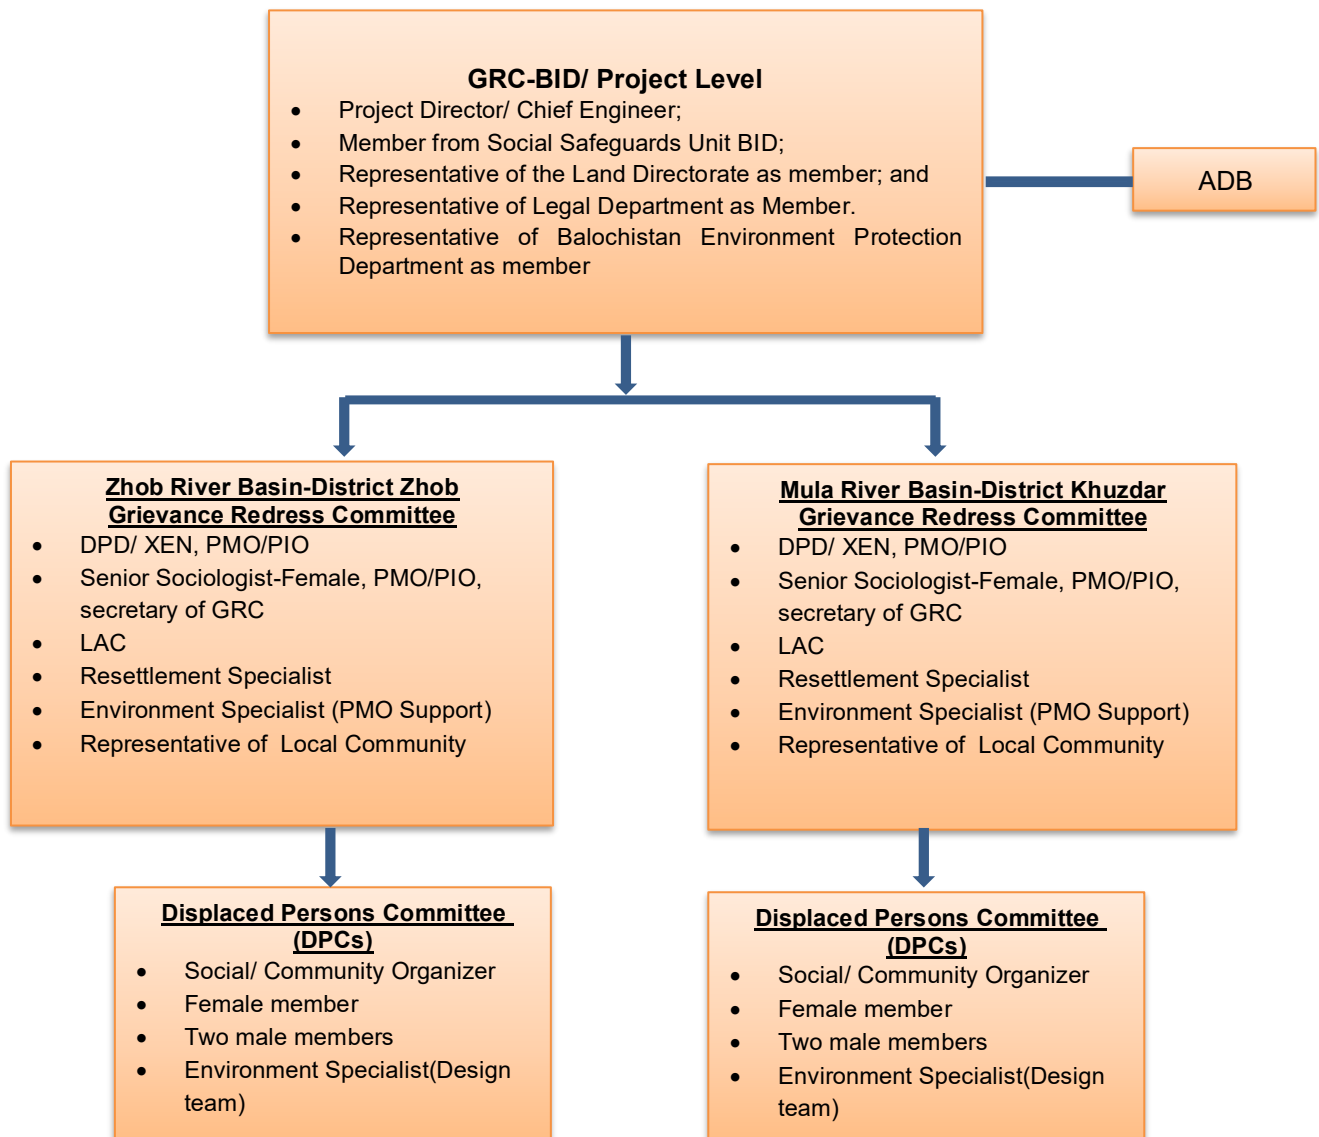 GRC-BID/ Project Level
• Project Director/ Chief Engineer;
• Member from Social Safeguards Unit BID;
• Representative of the Land Directorate as member; and
• Representative of Legal Department as Member.
• Representative of Balochistan Environment Protection
Department as member
ADB
Zhob River Basin-District Zhob
Grievance Redress Committee
• DPD/ XEN, PMO/PIO
• Senior Sociologist-Female, PMO/PIO,
secretary of GRC
• LAC
• Resettlement Specialist
• Environment Specialist (PMO Support)
• Representative of Local Community
Mula River Basin-District Khuzdar
Grievance Redress Committee
• DPD/ XEN, PMO/PIO
• Senior Sociologist-Female, PMO/PIO,
secretary of GRC
• LAC
• Resettlement Specialist
• Environment Specialist (PMO Support)
• Representative of Local Community
Displaced Persons Committee
(DPCs)
• Social/ Community Organizer
• Female member
• Two male members
• Environment Specialist(Design
team)
Displaced Persons Committee
(DPCs)
• Social/ Community Organizer
• Female member
• Two male members
• Environment Specialist(Design
team)